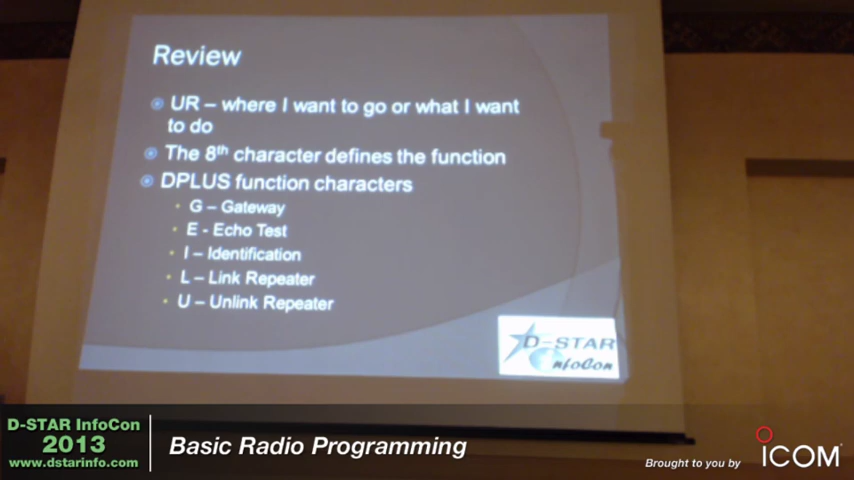 Review
UR – where I want to go or what I want
to do
The 8th character defines the function
DPLUS function characters
G – Gateway
E - Echo Test
I – Identification
L – Link Repeater
U – Unlink Repeater
D-STAR
InfoCon
D-STAR InfoCon
2013
www.dstarinfo.com
Basic Radio Programming
Brought to you by
ICOM